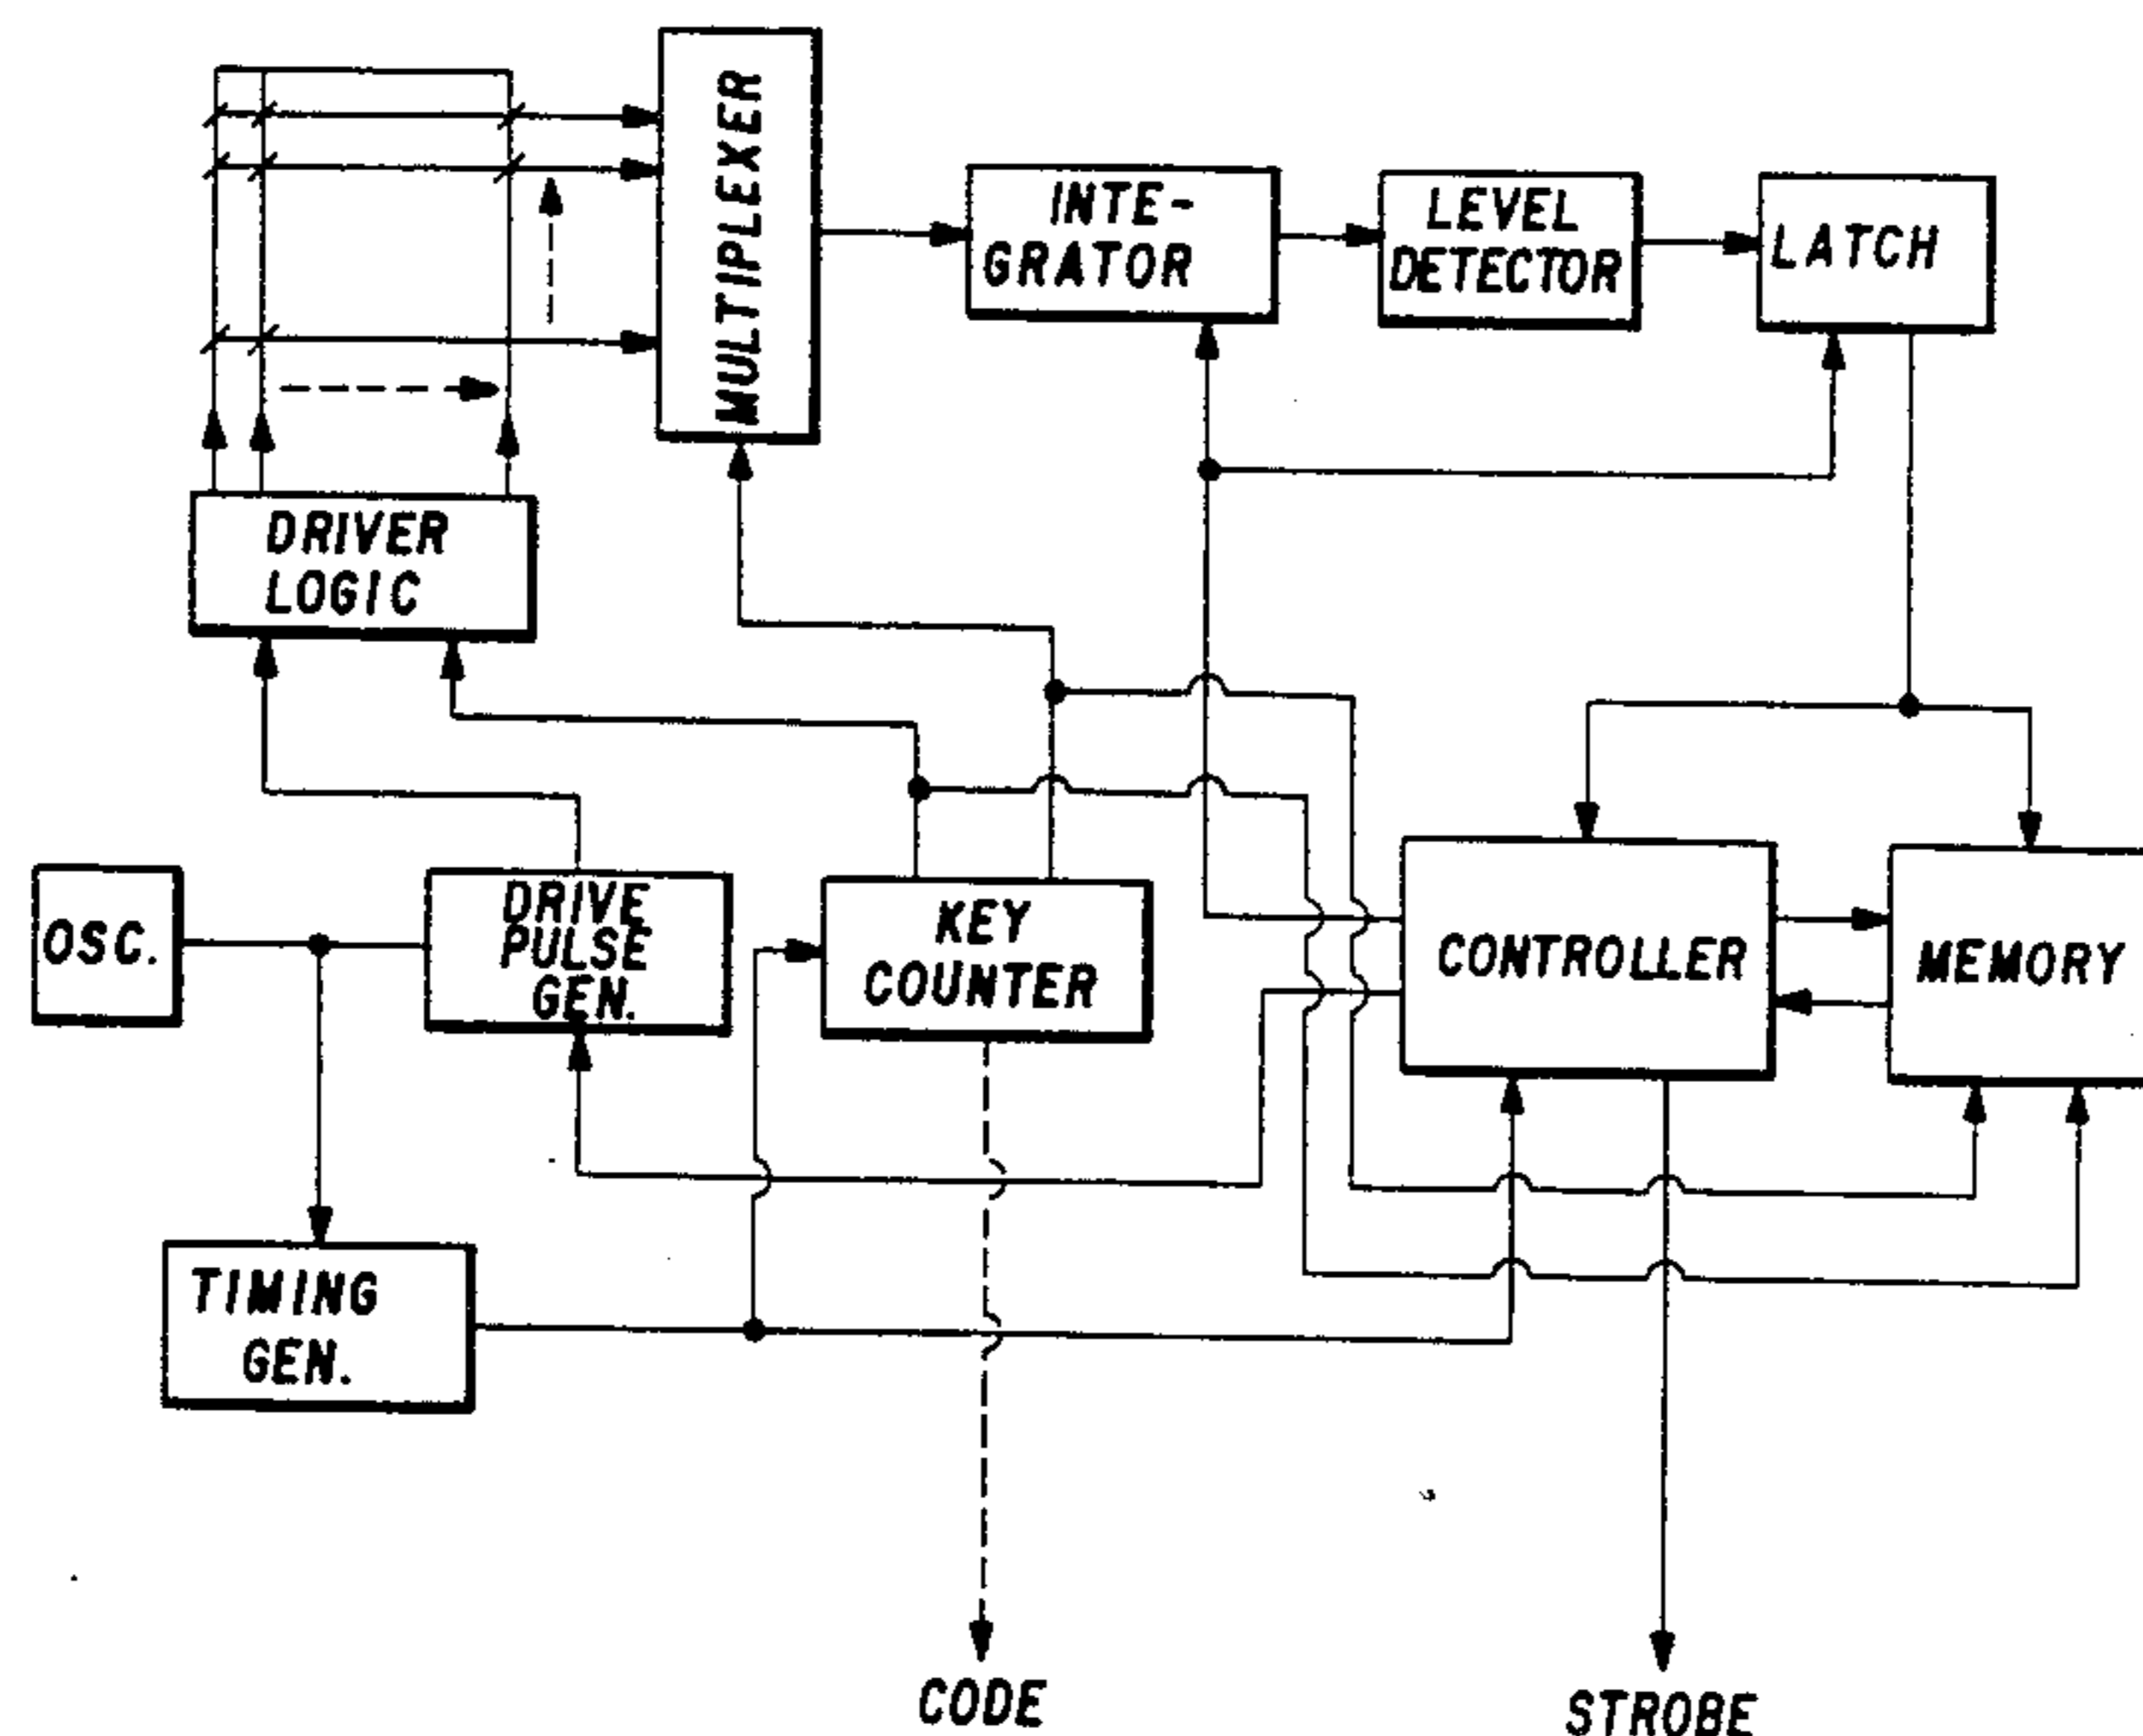 MULTIPLEXER
INTE-
GRATOR
LEVEL
DETECTOR
LATCH
DRIVER
LOGIC
OSC.
DRIVE
PULSE
GEN.
KEY
COUNTER
CONTROLLER
MEMORY
TIMING
GEN.
CODE
STROBE